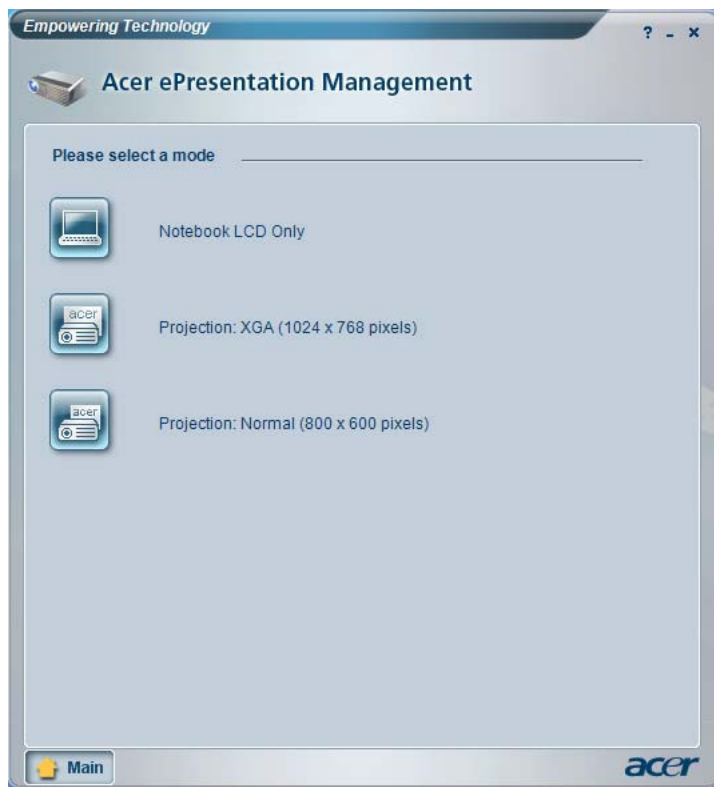 Empowering Technology
? - x
Acer ePresentation Management
Please select a mode
Notebook LCD Only
acer
Projection: XGA (1024 x 768 pixels)
acer
Projection: Normal (800 x 600 pixels)
Main
acer